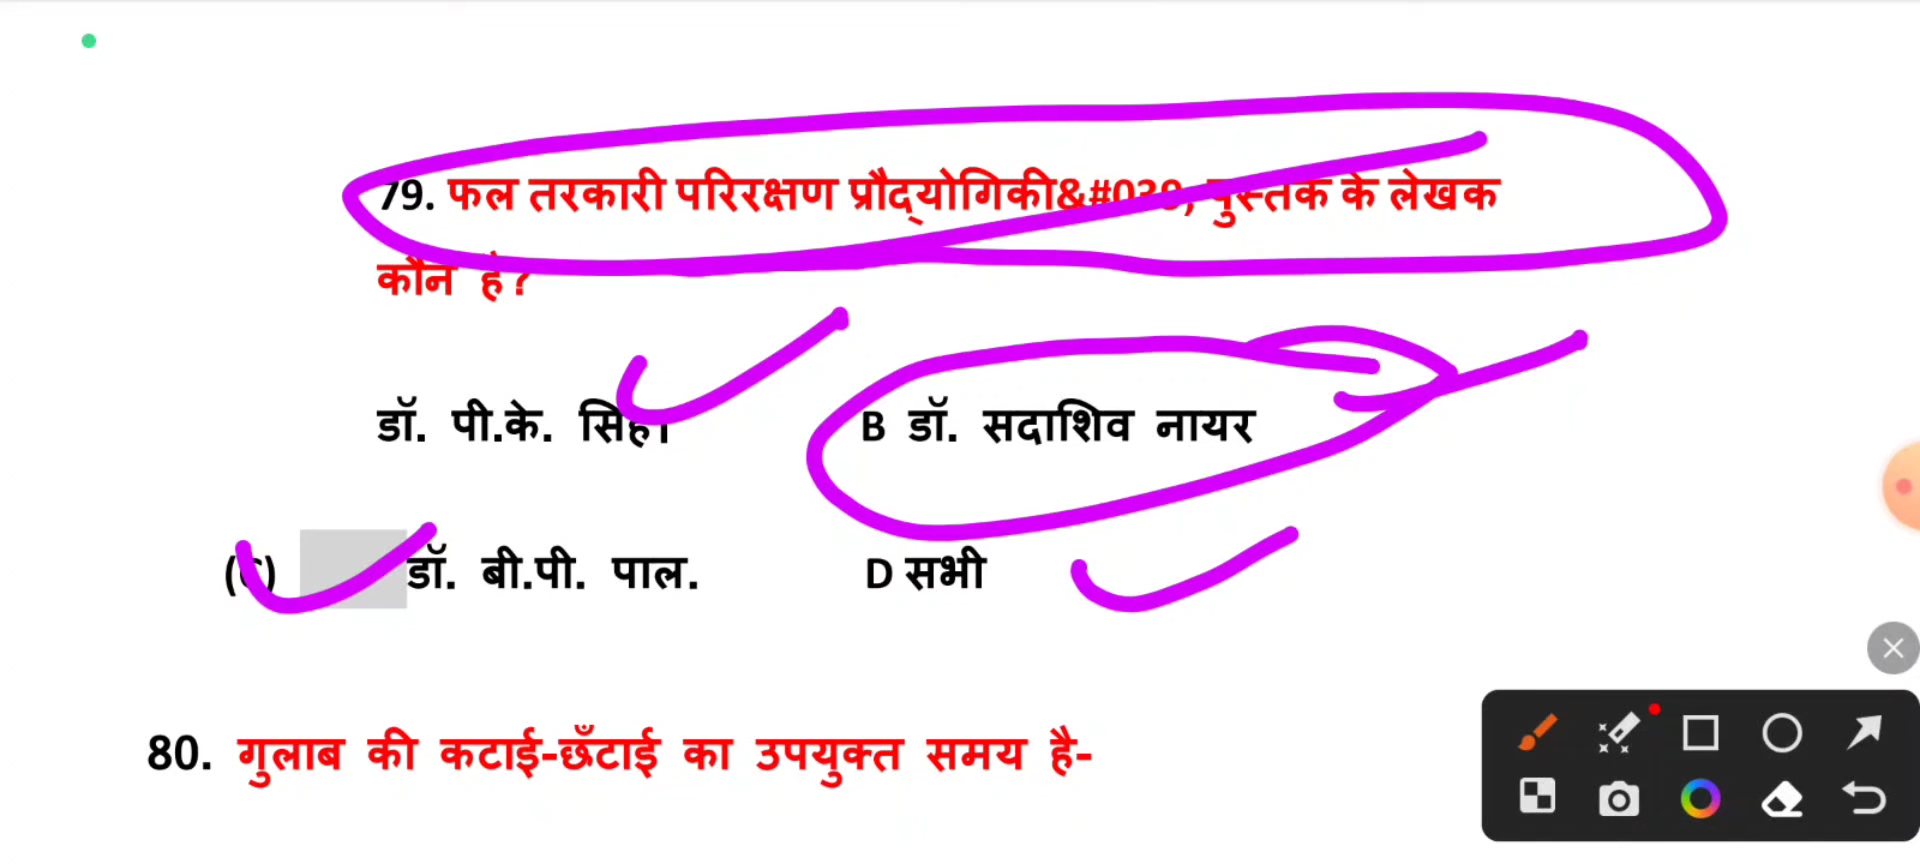 79. फल तरकारी परिरक्षण प्रौद्योगिकी&#039; पुस्तक के लेखक
कौन है?
डॉ. पी.के. सिंह। B डॉ. सदाशिव नायर
(C) डॉ. बी.पी. पाल. D सभी
80. गुलाब की कटाई-छँटाई का उपयुक्त समय है-